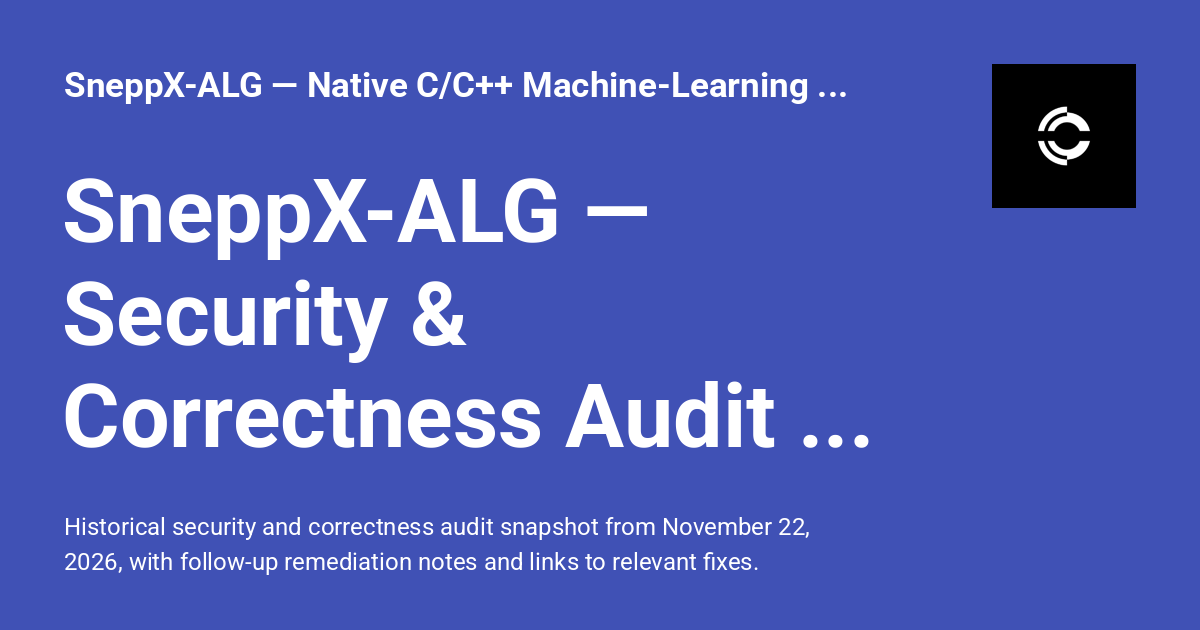 SneppX-ALG — Native C/C++ Machine-Learning ...
SneppX-ALG —
Security &
Correctness Audit ...
Historical security and correctness audit snapshot from November 22,
2026, with follow-up remediation notes and links to relevant fixes.